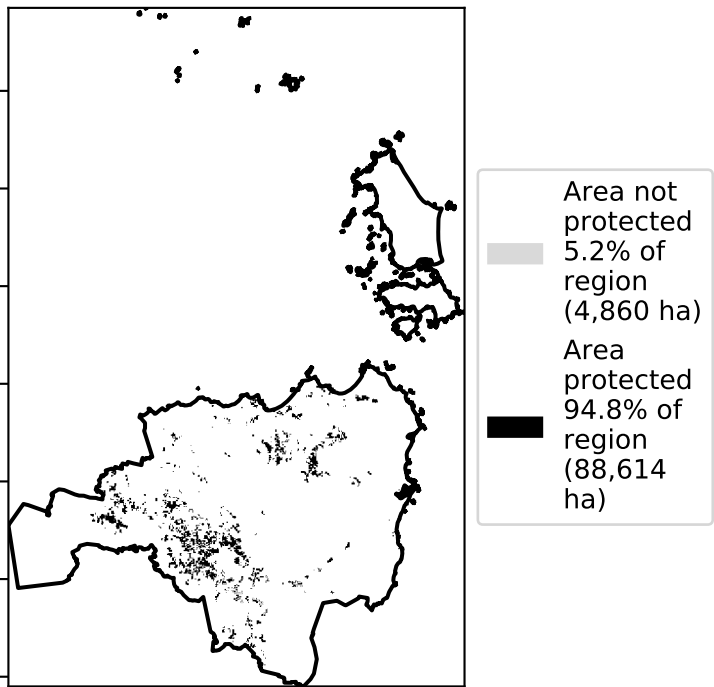 Area not
protected
5.2% of
region
(4,860 ha)
Area
protected
94.8% of
region
(88,614
ha)